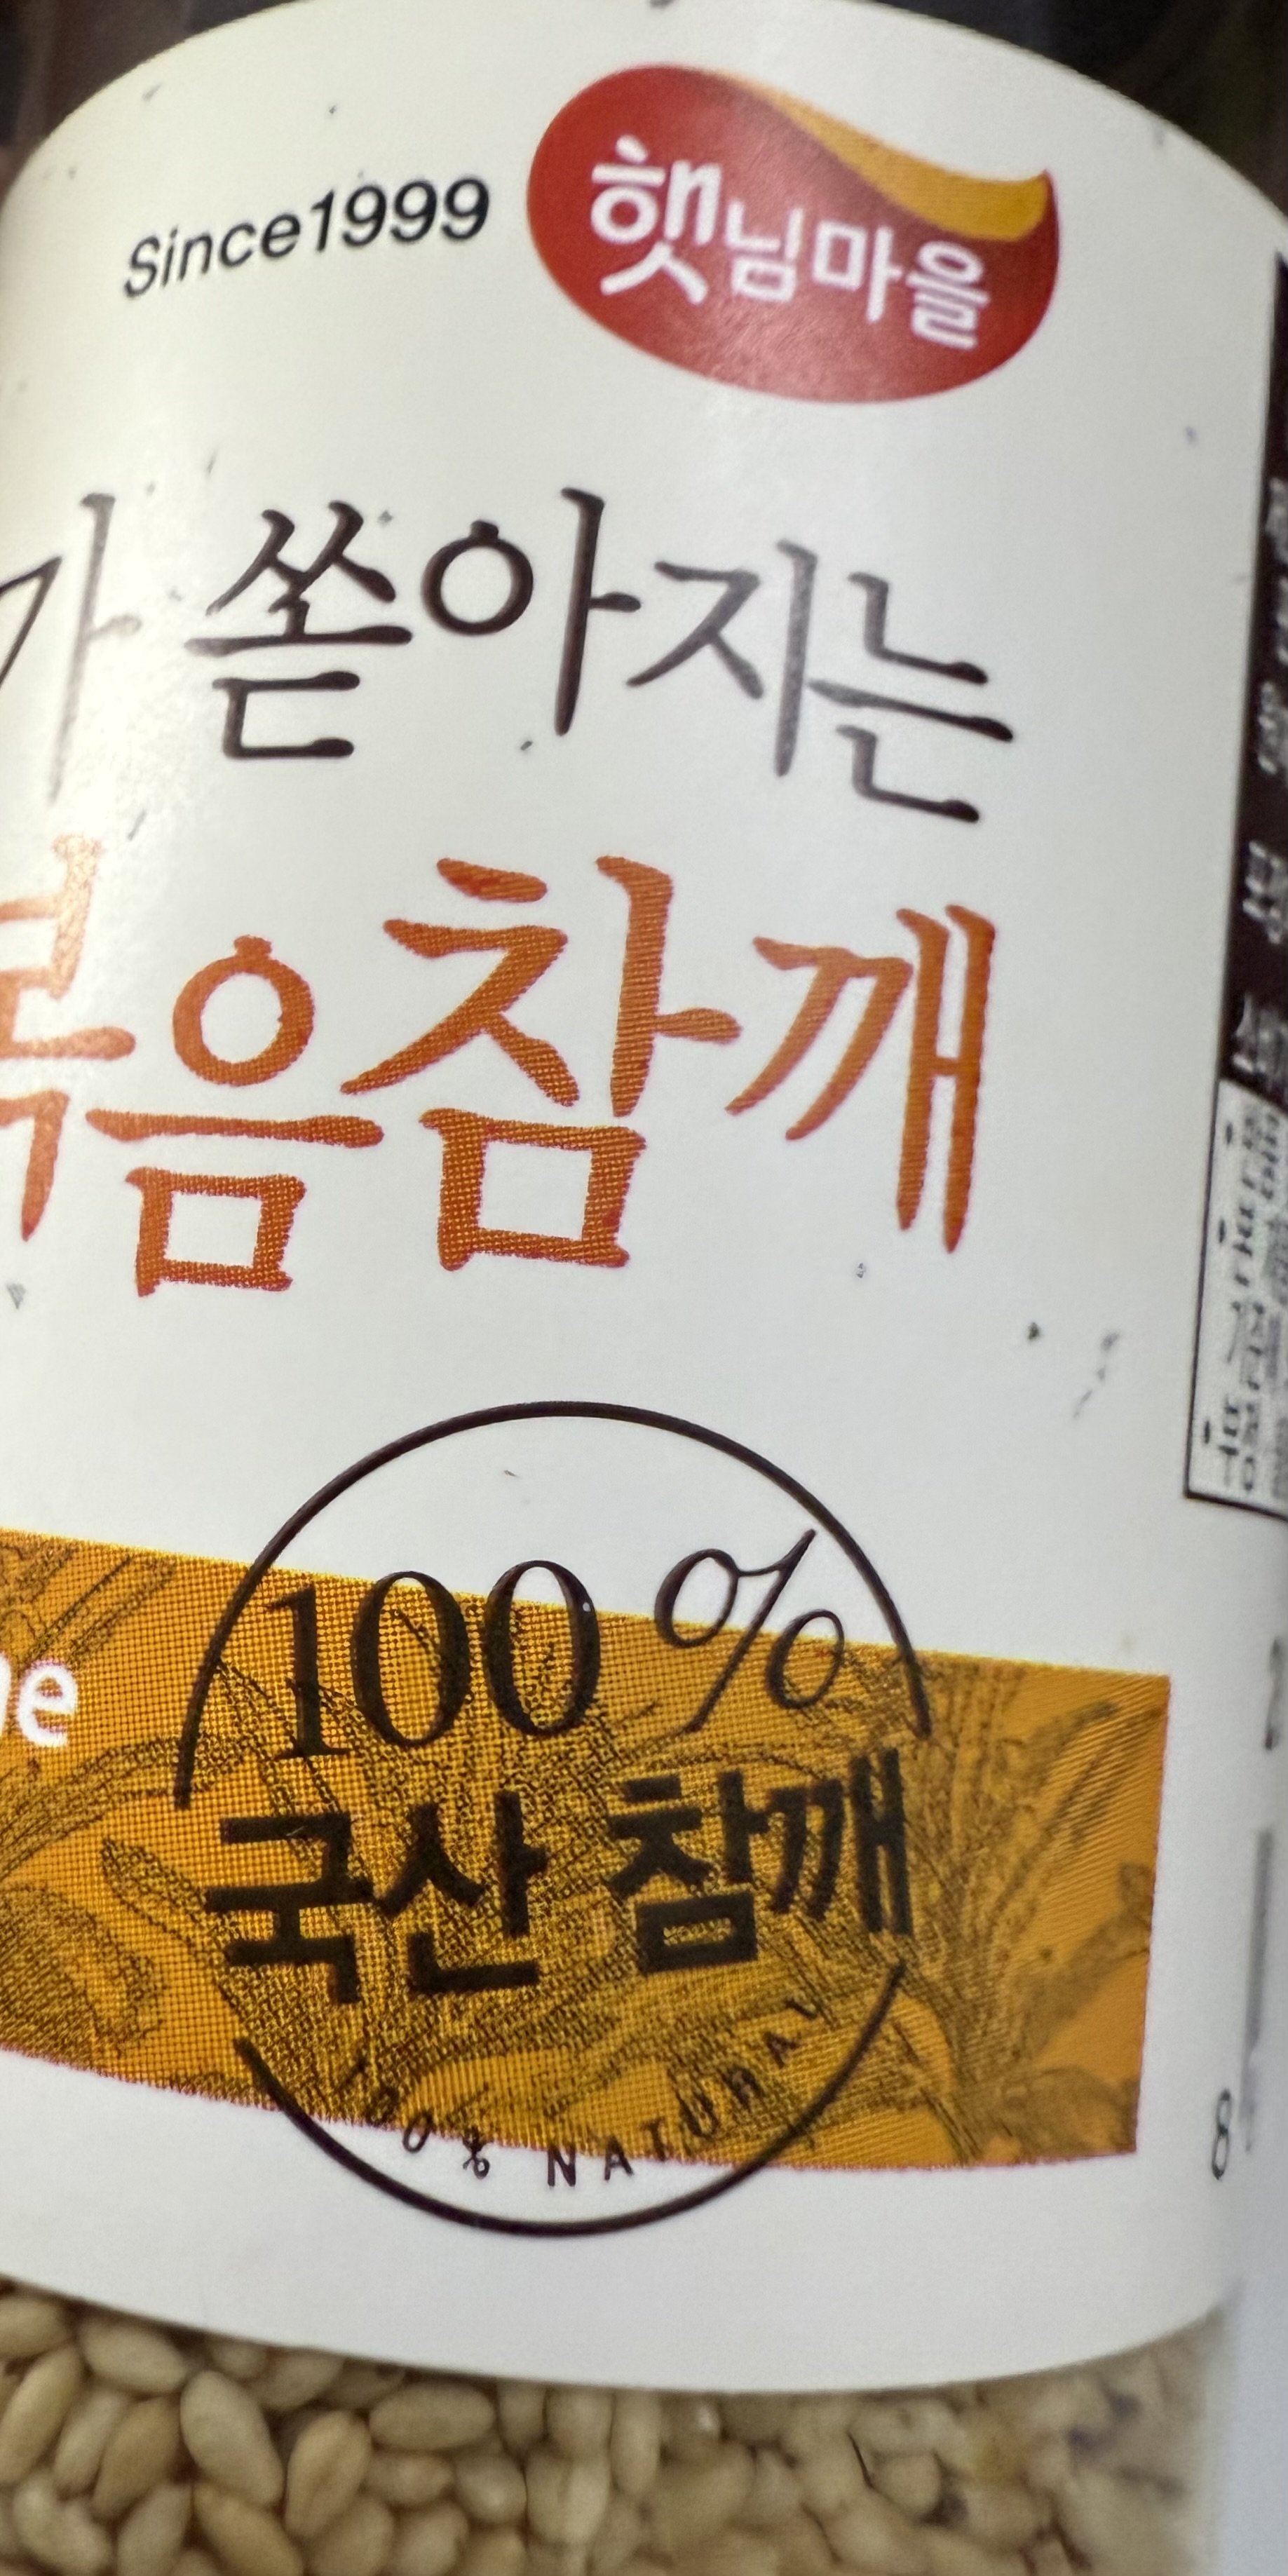 Since1999
햇님마을
가 쏟아지는
볶음참깨
100 %
국산 참깨
100% NATURAL